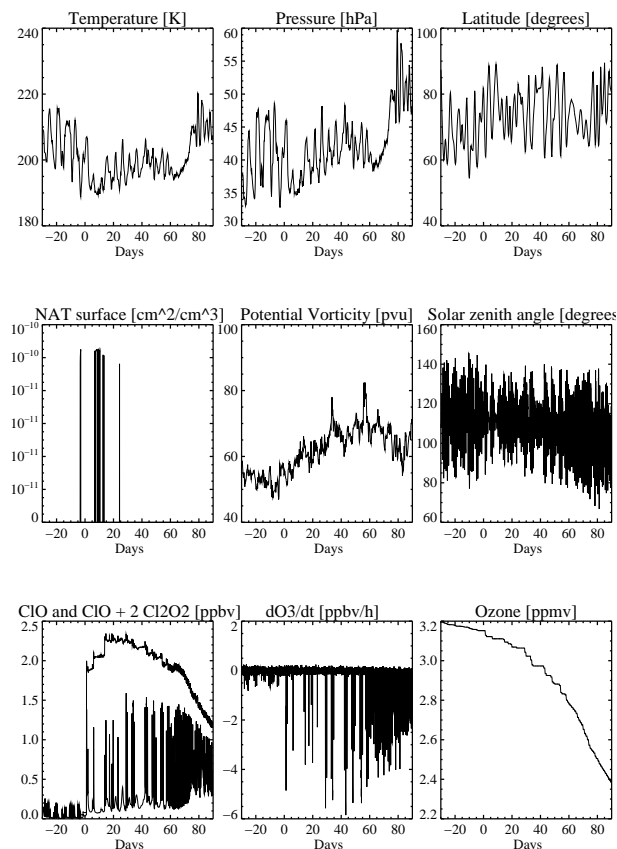 Temperature [K]
240
220
200
180
−20 0 20 40 60 80
Days
Pressure [hPa]
60
55
50
45
40
35
30
−20 0 20 40 60 80
Days
Latitude [degrees]
100
80
60
40
−20 0 20 40 60 80
Days
NAT surface [cm^2/cm^3]
10−10
10−10
10−11
10−11
10−11
10−11
0
−20 0 20 40 60 80
Days
Potential Vorticity [pvu]
100
80
60
40
−20 0 20 40 60 80
Days
Solar zenith angle [degrees
160
140
120
100
80
60
−20 0 20 40 60 80
Days
ClO and ClO + 2 Cl2O2 [ppbv]
2.5
2.0
1.5
1.0
0.5
0.0
−20 0 20 40 60 80
Days
dO3/dt [ppbv/h]
2
0
−2
−4
−6
−20 0 20 40 60 80
Days
Ozone [ppmv]
3.2
3.0
2.8
2.6
2.4
2.2
−20 0 20 40 60 80
Days